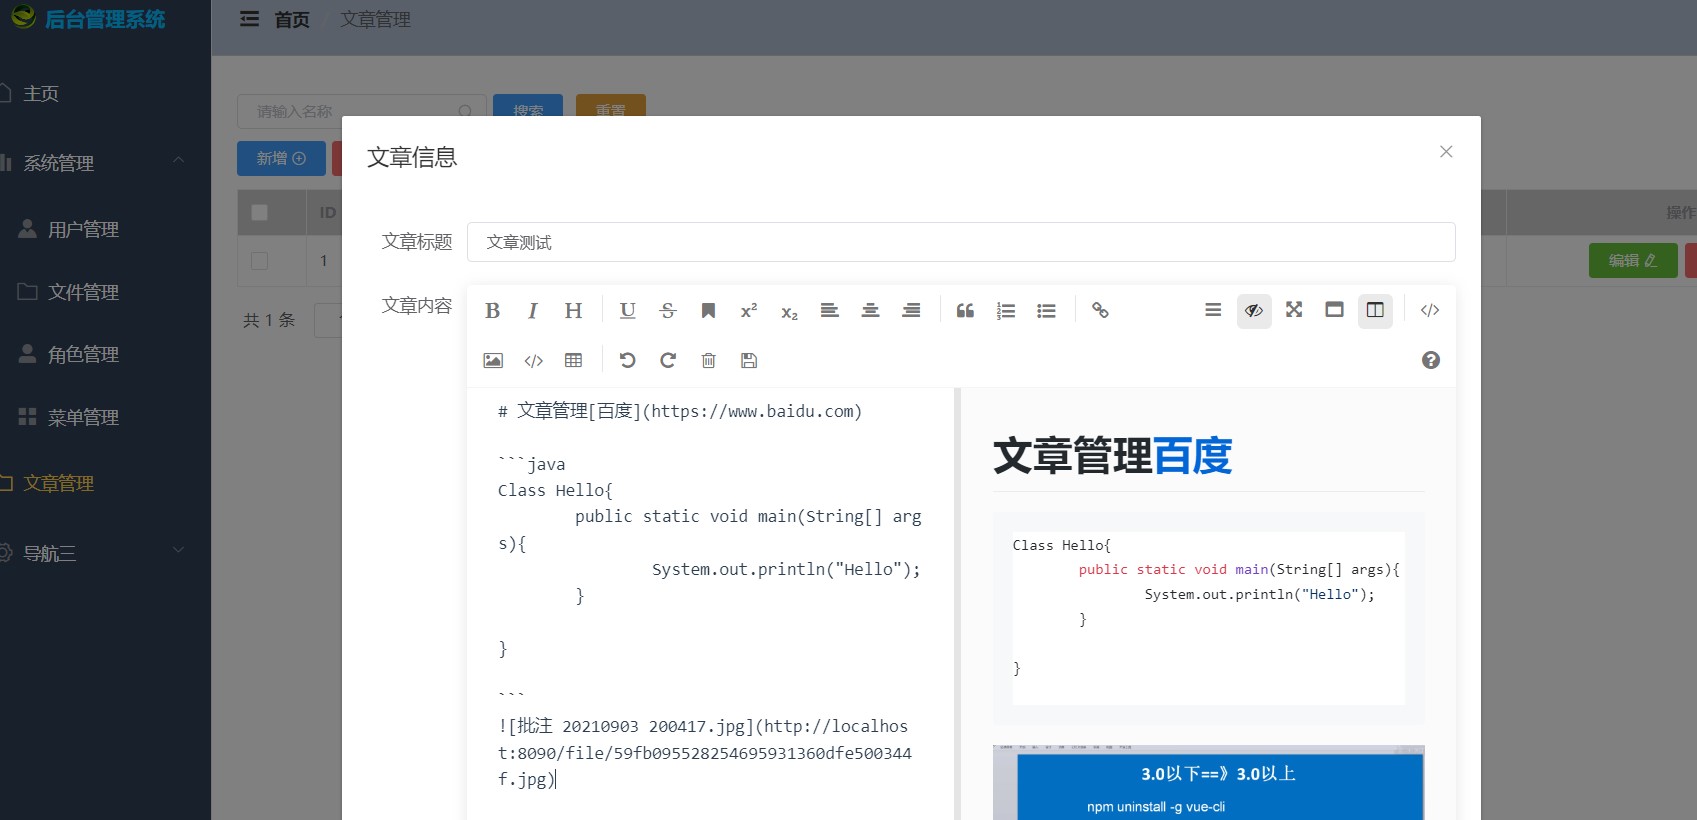 后台管理系统
首页 文章管理
主页
系统管理
用户管理
文件管理
角色管理
菜单管理
文章管理
导航三
请输入名称 搜索 重置
新增
ID 操作
1 编辑
共 1 条
文章信息
文章标题 文章测试
文章内容
B I H U S x² x₂
# 文章管理[百度](https://www.baidu.com)
```java
Class Hello{
public static void main(String[] arg
s){
System.out.println("Hello");
}
}
```
![批注 20210903 200417.jpg](http://localhos
t:8090/file/59fb095528254695931360dfe500344
f.jpg)
文章管理百度
Class Hello{
public static void main(String[] args){
System.out.println("Hello");
}
}
3.0以下==》3.0以上
npm uninstall -g vue-cli